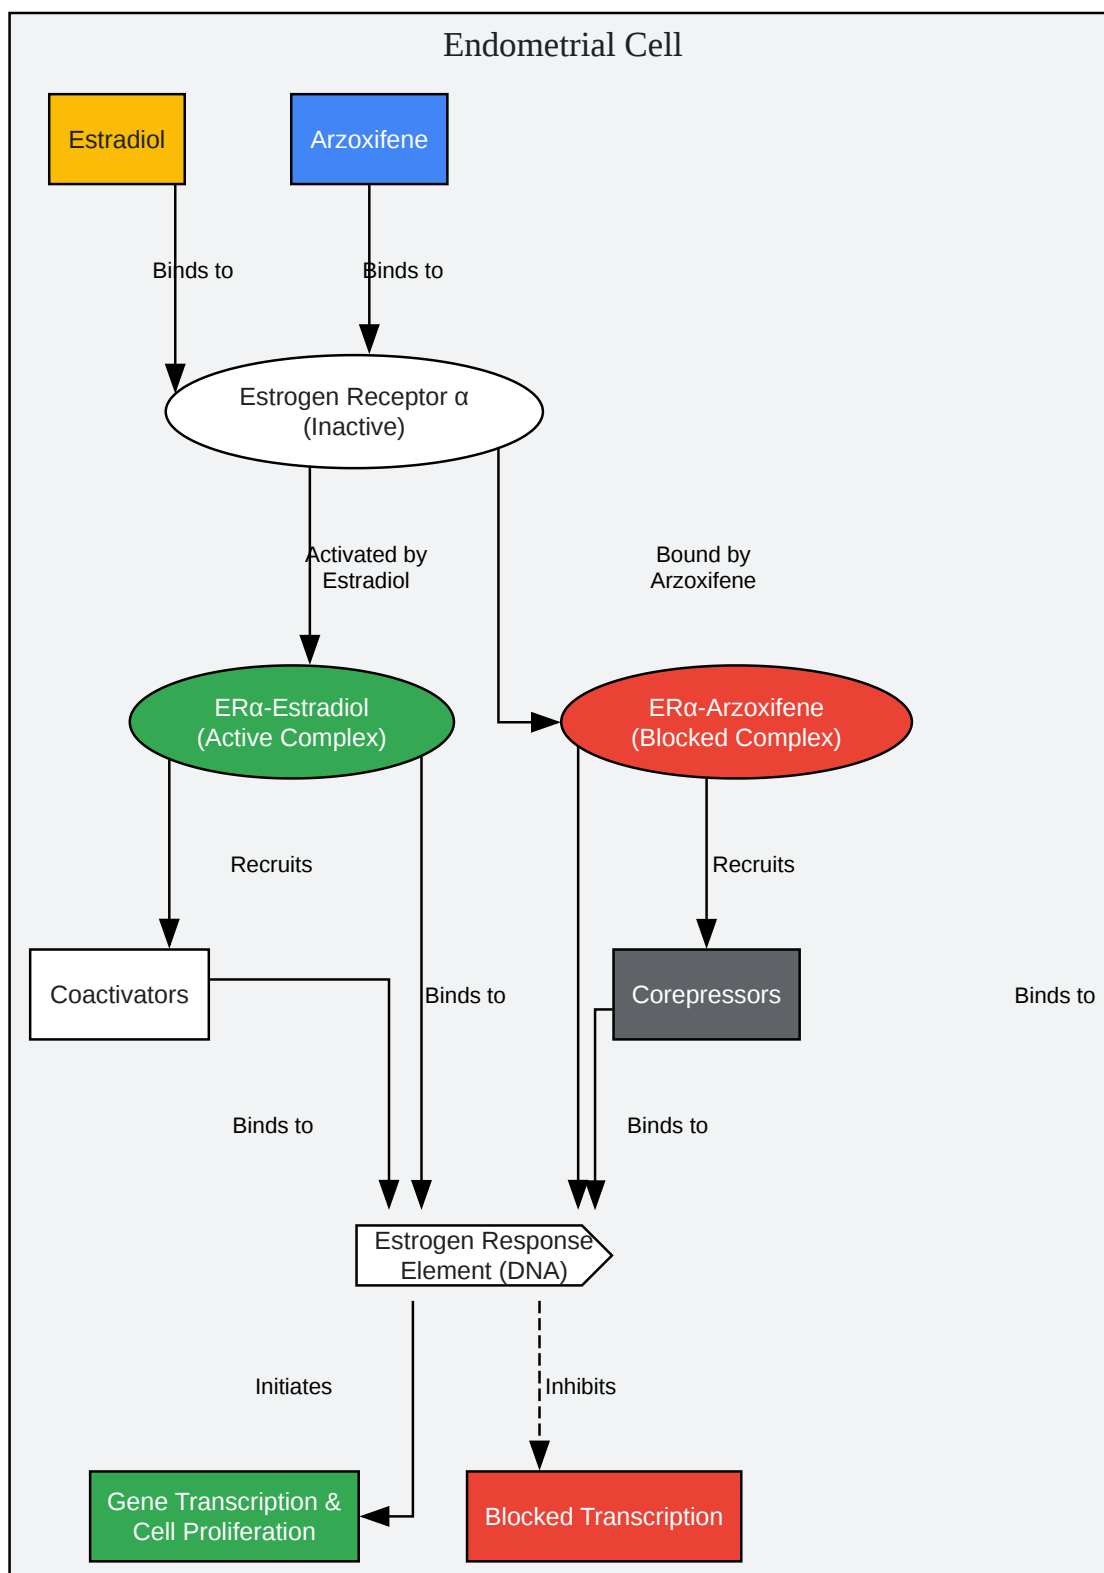 Endometrial Cell
Estradiol
Arzoxifene
Binds to
Binds to
Estrogen Receptor α
(Inactive)
Activated by
Estradiol
Bound by
Arzoxifene
ERα-Estradiol
(Active Complex)
ERα-Arzoxifene
(Blocked Complex)
Recruits
Recruits
Coactivators
Binds to
Corepressors
Binds to
Binds to
Binds to
Estrogen Response
Element (DNA)
Initiates
Inhibits
Gene Transcription &
Cell Proliferation
Blocked Transcription